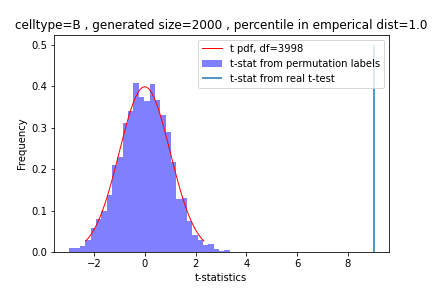 celltype=B , generated size=2000 , percentile in emperical dist=1.0
t pdf, df=3998
t-stat from permutation labels
t-stat from real t-test
Frequency
0.5
0.4
0.3
0.2
0.1
0.0
−2 0 2 4 6 8
t-statistics